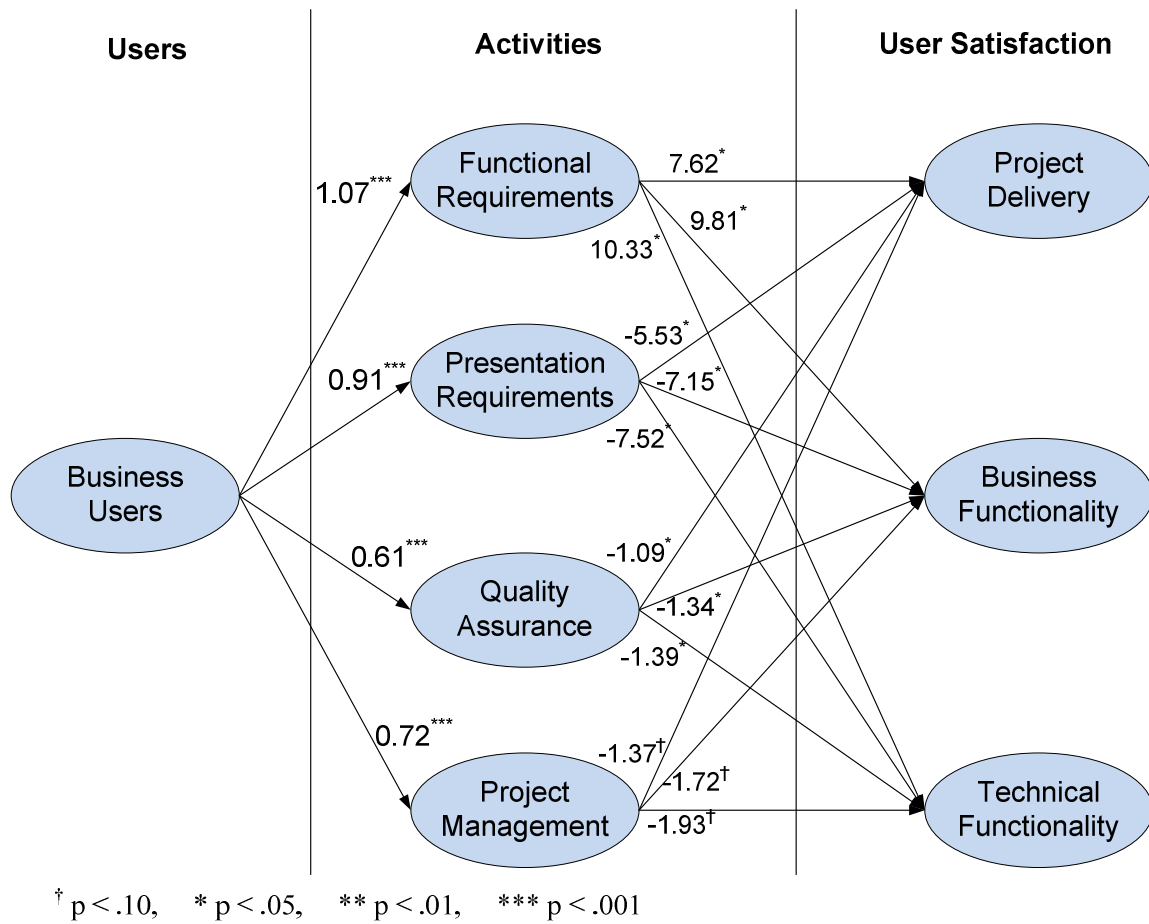 Users
Activities
User Satisfaction
Functional
Requirements
Project
Delivery
7.62*
1.07***
9.81*
10.33*
Presentation
Requirements
-5.53*
0.91***
-7.15*
-7.52*
Business
Users
Business
Functionality
Quality
Assurance
-1.09*
0.61***
-1.34*
-1.39*
0.72***
Project
Management
-1.37†
-1.72†
-1.93†
Technical
Functionality
† p < .10, * p < .05, ** p < .01, *** p < .001